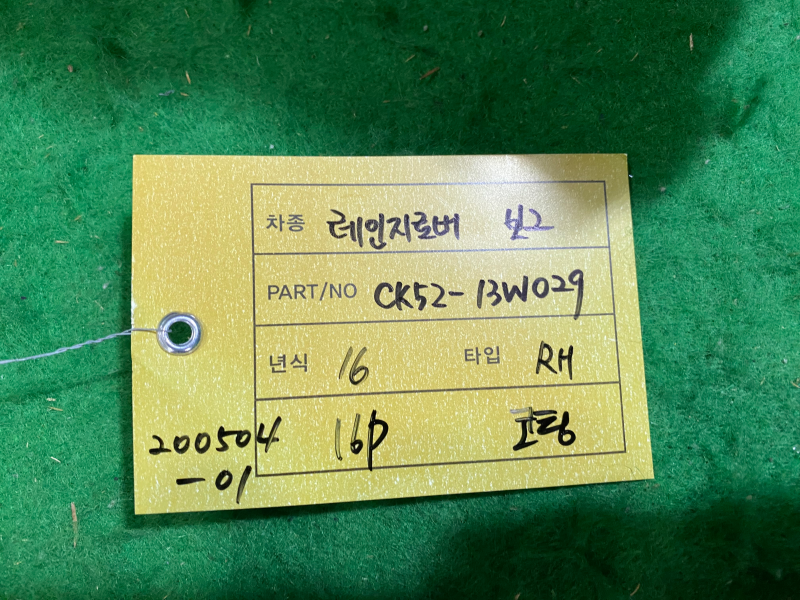 차종 레인지로버 보그
PART/NO CK52-13W029
년식 16 타입 RH
16P 코팅
200504
-01